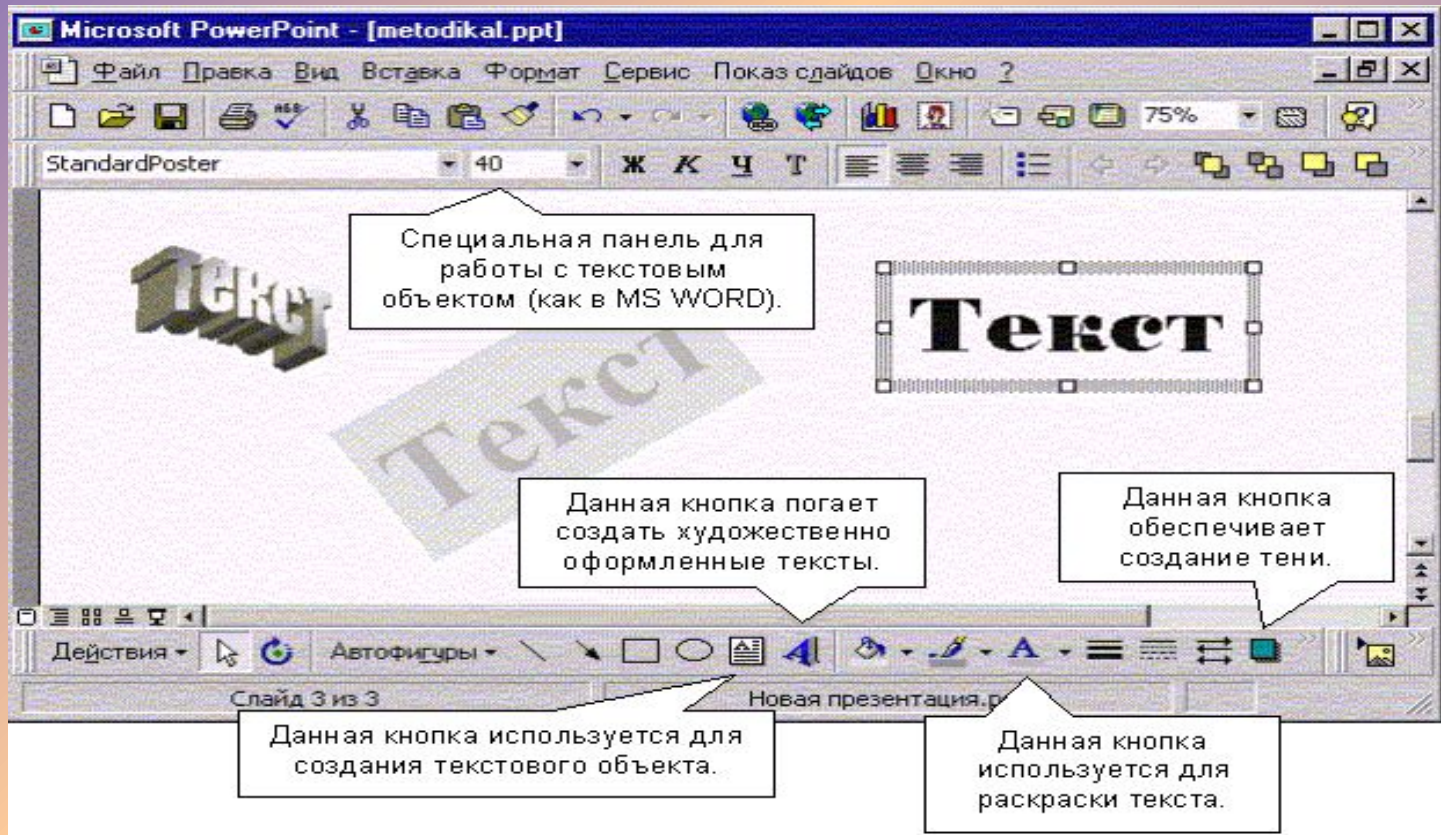 Microsoft PowerPoint - [metodikal.ppt]
Файл Правка Вид Вставка Формат Сервис Показ слайдов Окно ?
75%
StandardPoster 40 Ж К Ч Т
Специальная панель для
работы с текстовым
объектом (как в MS WORD).
Текст
Текст
Текст
Данная кнопка погает
создать художественно
оформленные тексты.
Данная кнопка
обеспечивает
создание тени.
Действия Автофигуры
Слайд 3 из 3 Новая презентация.p
Данная кнопка используется для
создания текстового объекта.
Данная кнопка
используется для
раскраски текста.